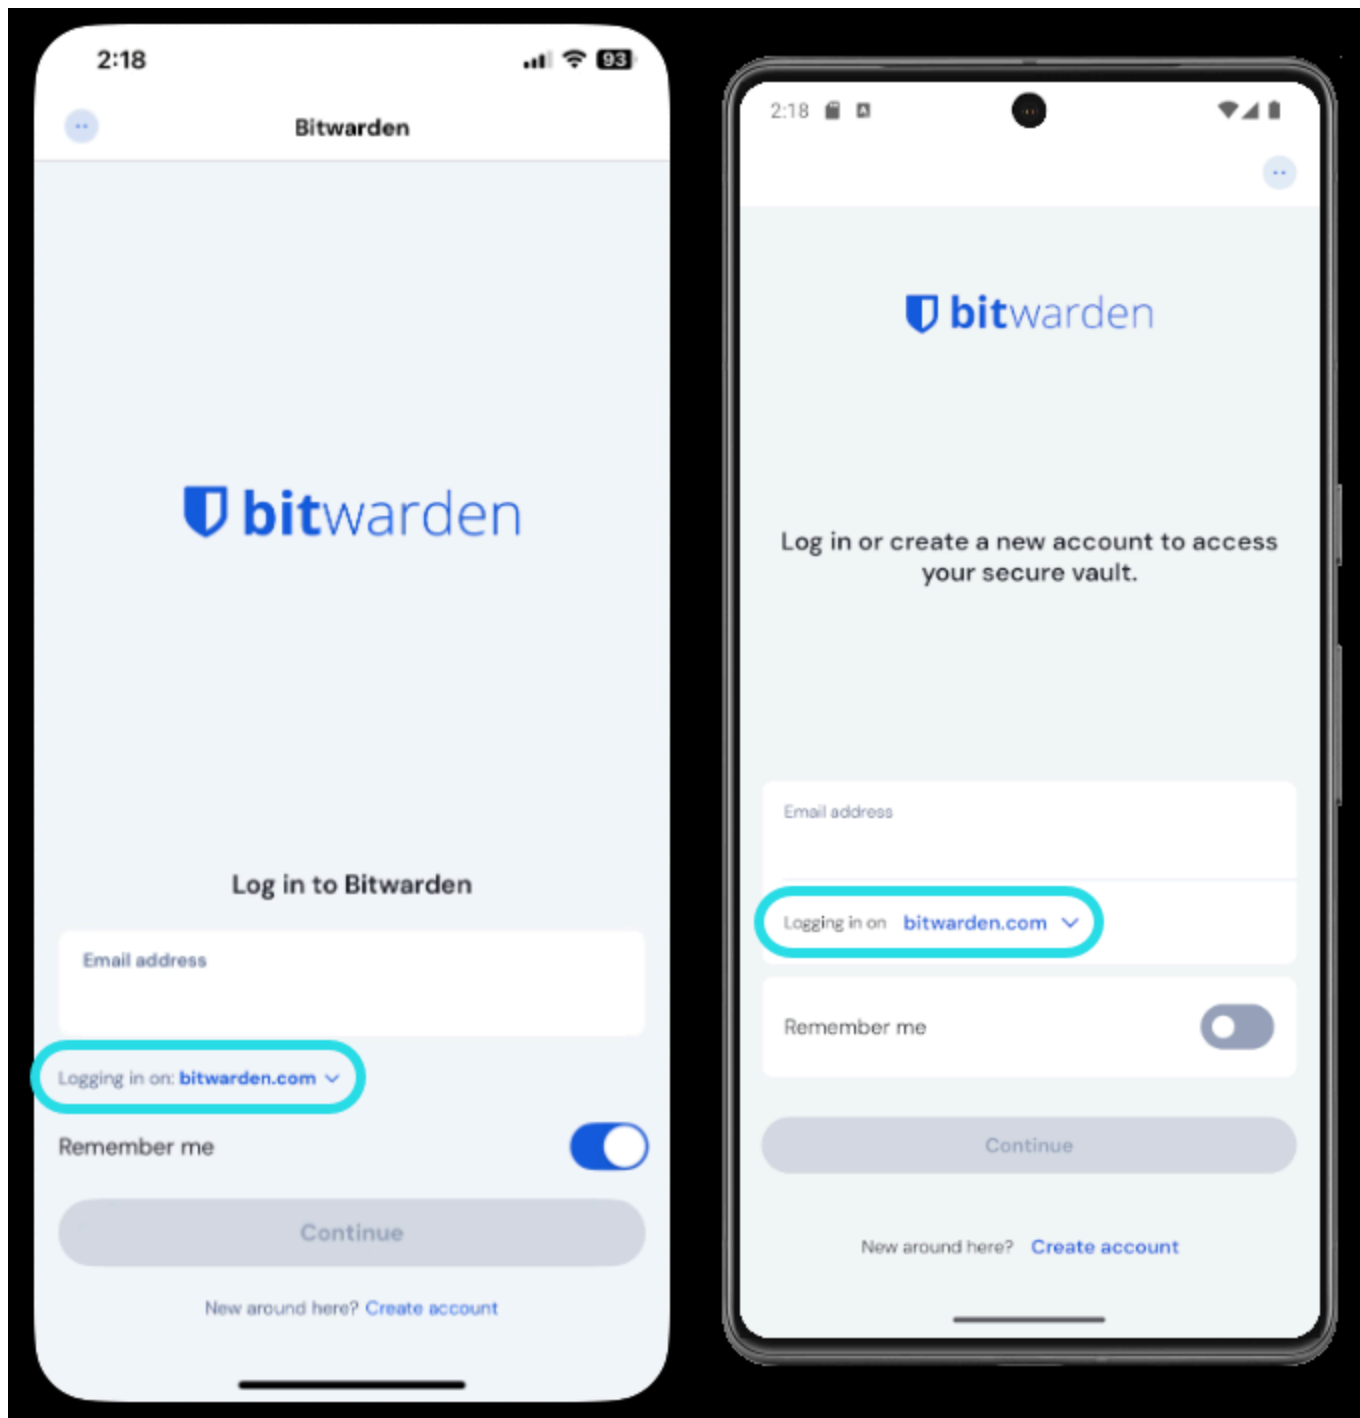 2:18
93
Bitwarden
bitwarden
Log in to Bitwarden
Email address
Logging in on: bitwarden.com
Remember me
Continue
New around here? Create account
2:18
bitwarden
Log in or create a new account to access
your secure vault.
Email address
Logging in on bitwarden.com
Remember me
Continue
New around here? Create account